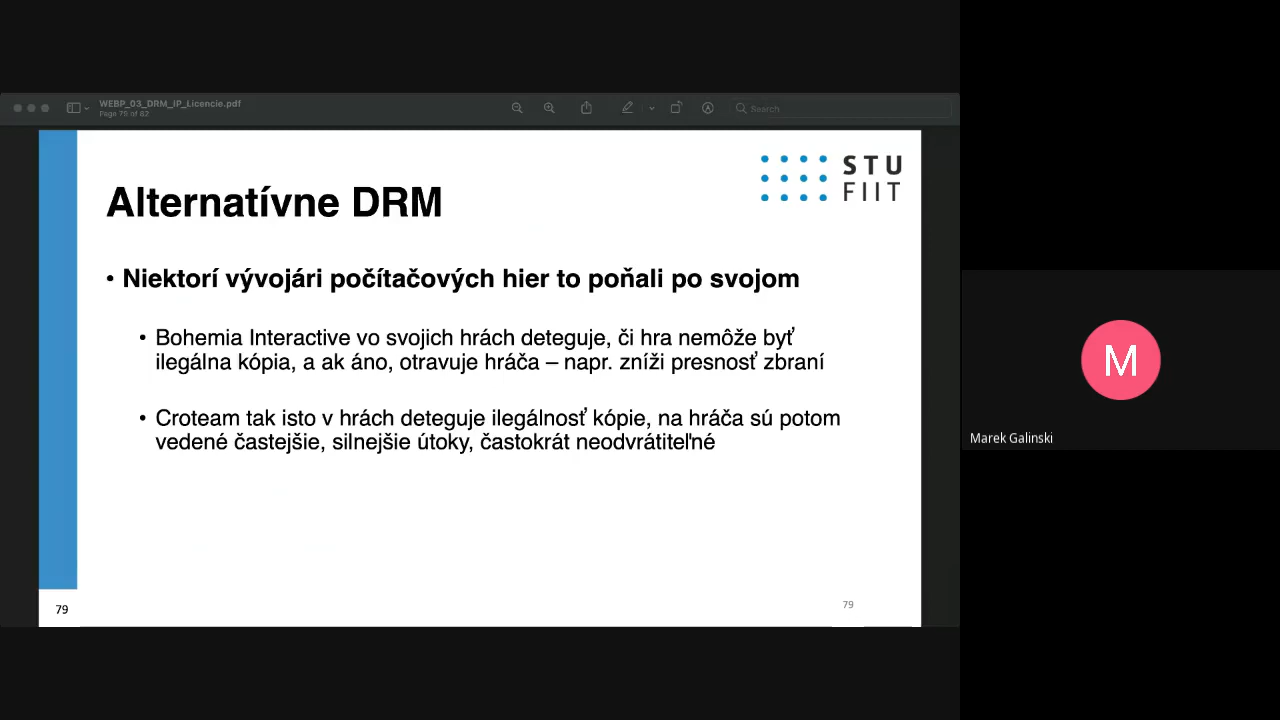 WEBP_03_DRM_IP_Licencie.pdf
Page 79 of 82
Search
STU
FIIT
Alternatívne DRM
• Niektorí vývojári počítačových hier to poňali po svojom
• Bohemia Interactive vo svojich hrách deteguje, či hra nemôže byť
ilegálna kópia, a ak áno, otravuje hráča – napr. zníži presnosť zbraní
• Croteam tak isto v hrách deteguje ilegálnosť kópie, na hráča sú potom
vedené častejšie, silnejšie útoky, častokrát neodvrátiteľné
79
79
M
Marek Galinski